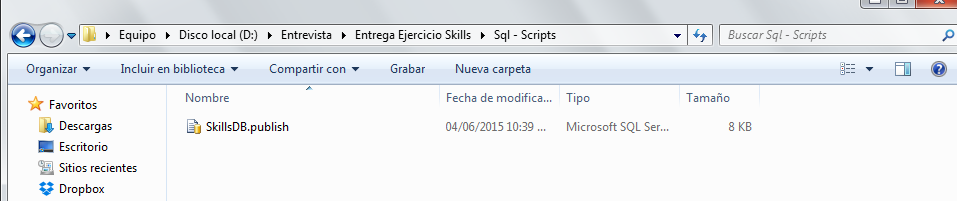 Equipo Disco local (D:) Entrevista Entrega Ejercicio Skills Sql - Scripts Buscar Sql - Scripts
Organizar Incluir en biblioteca Compartir con Grabar Nueva carpeta
Favoritos
Descargas
Escritorio
Sitios recientes
Dropbox
Nombre Fecha de modifica... Tipo Tamaño
SkillsDB.publish 04/06/2015 10:39 ... Microsoft SQL Ser... 8 KB